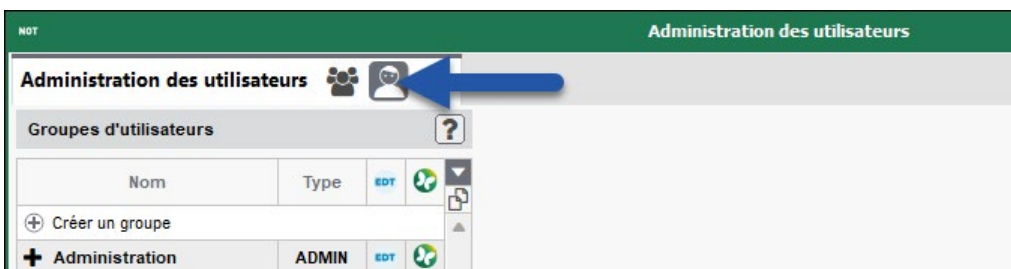 NOT
Administration des utilisateurs
Administration des utilisateurs
Groupes d'utilisateurs ?
Nom Type EDT
Créer un groupe
Administration ADMIN EDT